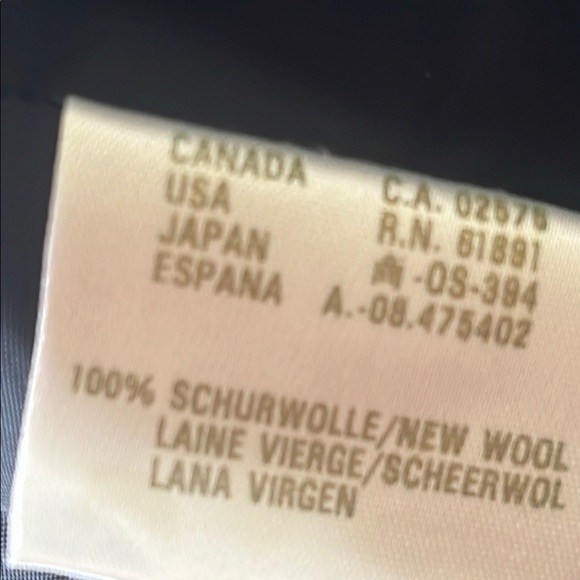 CANADA C.A. 02676
USA R.N. 61891
JAPAN 商-OS-394
ESPANA A.-08.475402
100% SCHURWOLLE/NEW WOOL
LAINE VIERGE/SCHEERWOL
LANA VIRGEN